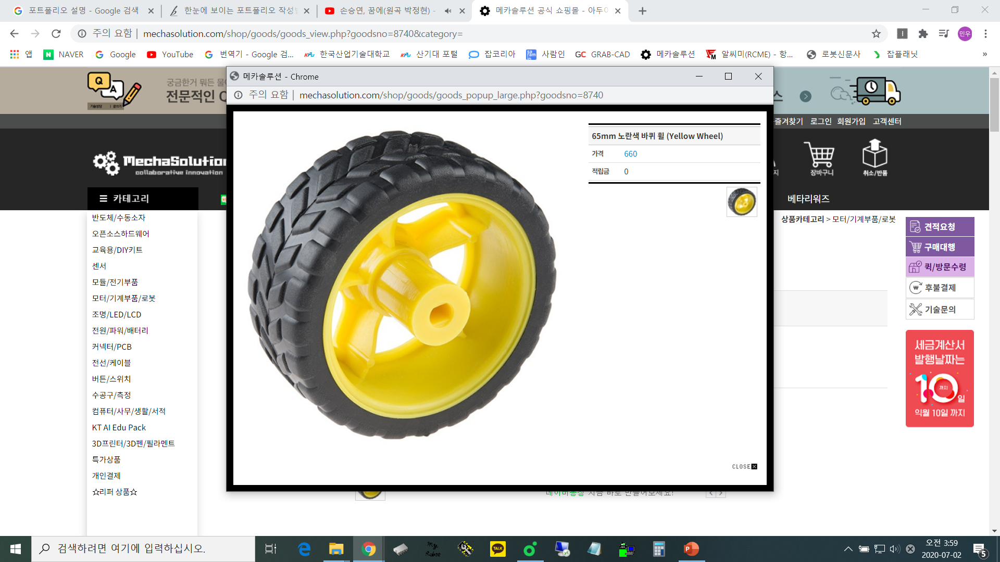 포트폴리오 설명 - Google 검색
한눈에 보이는 포트폴리오 작성
손승연, 꿈에(원곡 박정현) -
메카솔루션 공식 쇼핑몰 - 아두
주의 요함 | mechasolution.com/shop/goods/goods_view.php?goodsno=8740&category=
민우
앱
NAVER
Google
YouTube
번역기 - Google 검...
한국산업기술대학교
산기대 포털
잡코리아
사람인
GRAB-CAD
메카솔루션
알씨미(RCME) - 항...
로봇신문사
잡플래닛
»
메카솔루션 - Chrome
주의 요함 | mechasolution.com/shop/goods/goods_popup_large.php?goodsno=8740
Q
A
궁금한거 뭐든 물
전문적인 Q
스
즐겨찾기 로그인 회원가입 고객센터
MechaSolution
collaborative innovation
장바구니
취소/반품
카테고리
베타리워즈
65mm 노란색 바퀴 휠 (Yellow Wheel)
가격 660
적립금 0
CLOSE
상품카테고리 > 모터/기계부품/로봇
반도체/수동소자
오픈소스하드웨어
교육용/DIY키트
센서
모듈/전기부품
모터/기계부품/로봇
조명/LED/LCD
전원/파워/배터리
커넥터/PCB
전선/케이블
버튼/스위치
수공구/측정
컴퓨터/사무/생활/서적
KT AI Edu Pack
3D프린터/3D펜/필라멘트
특가상품
개인결제
☆리퍼 상품☆
견적요청
구매대행
퀵/방문수령
후불결제
기술문의
세금계산서
발행날짜는
10일
까지
익월 10일 까지
지금 바로 만들어보세요!
검색하려면 여기에 입력하십시오.
My Robot
TALK
오전 3:59
2020-07-02
5